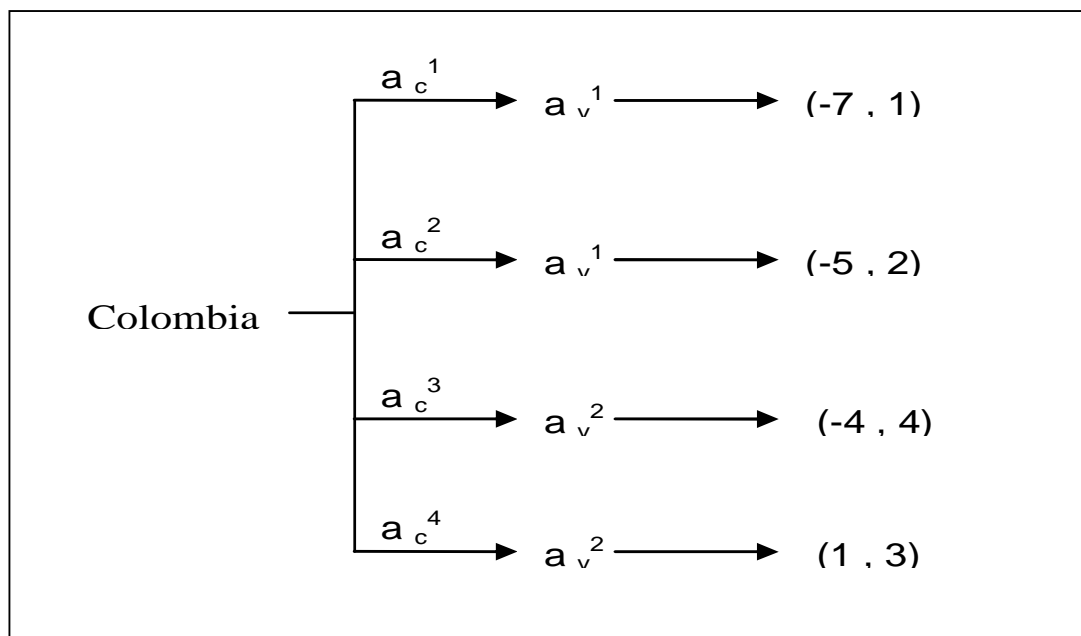 a c 1
a v 1 (-7 , 1)
a c 2
a v 1 (-5 , 2)
Colombia
a c 3
a v 2 (-4 , 4)
a c 4
a v 2 (1 , 3)